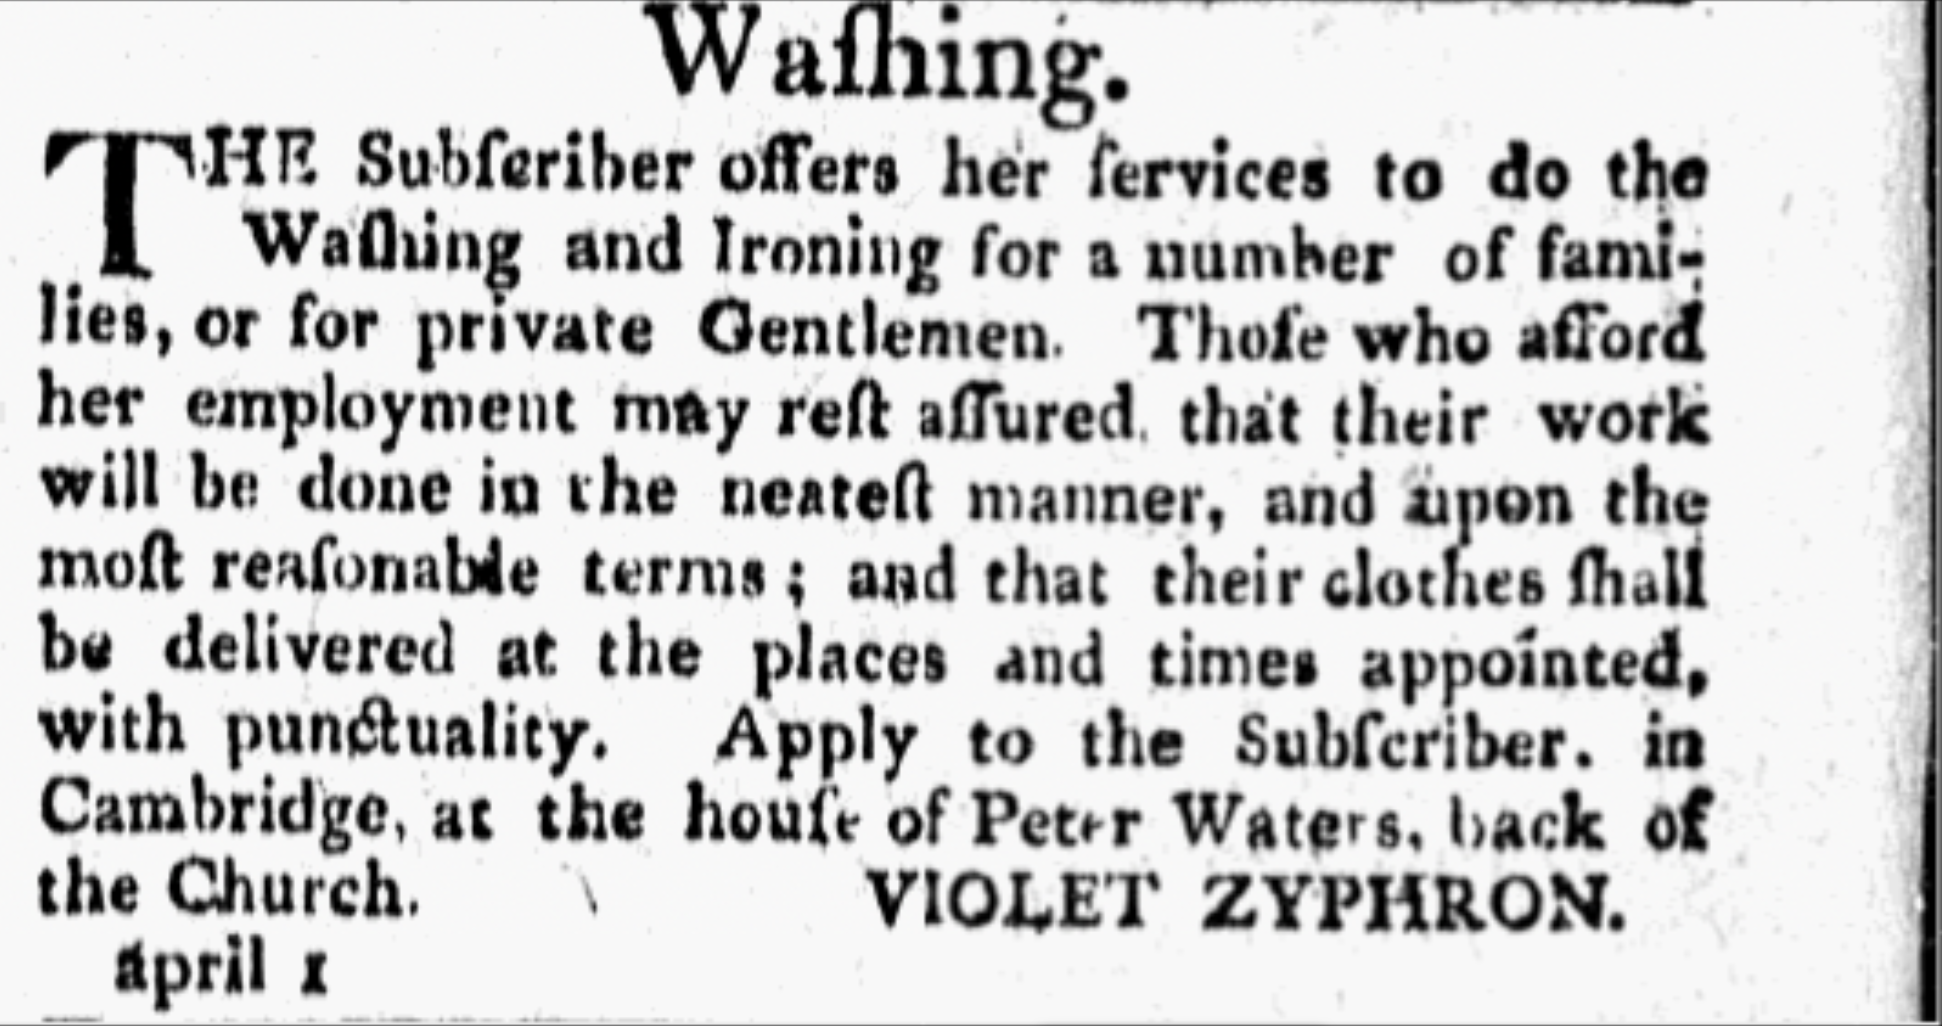 Waſhing.
THE Subſcriber offers her ſervices to do the
Waſhing and Ironing for a number of fami-
lies, or for private Gentlemen. Thoſe who afford
her employment may reſt aſſured. that their work
will be done in the neateſt manner, and upon the
moſt reaſonable terms; and that their clothes ſhall
be delivered at the places and times appointed,
with punctuality. Apply to the Subſcriber. in
Cambridge, at the houſe of Peter Waters. back of
the Church. VIOLET ZYPHRON.
april 1